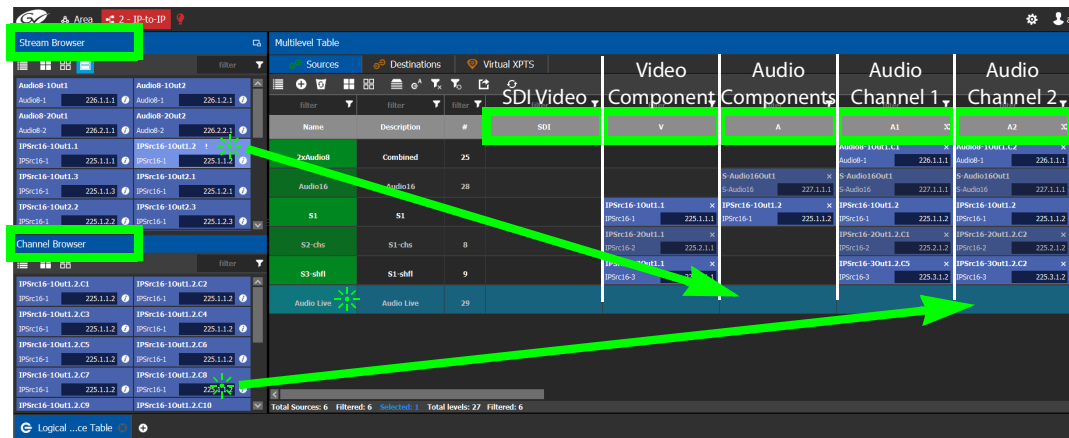 GV Area 2 - IP-to-IP
Stream Browser
filter
Audio8-1Out1 Audio8-1Out2
Audio8-1 226.1.1.1 Audio8-1 226.1.2.1
Audio8-2Out1 Audio8-2Out2
Audio8-2 226.2.1.1 Audio8-2 226.2.2.1
IPSrc16-1Out1.1 IPSrc16-1Out1.2
IPSrc16-1 225.1.1.1 IPSrc16-1 225.1.1.2
IPSrc16-1Out1.3 IPSrc16-1Out2.1
IPSrc16-1 225.1.1.3 IPSrc16-1 225.1.2.1
IPSrc16-1Out2.2 IPSrc16-1Out2.3
IPSrc16-1 225.1.2.2 IPSrc16-1 225.1.2.3
Channel Browser
filter
IPSrc16-1Out1.2.C1 IPSrc16-1Out1.2.C2
IPSrc16-1 225.1.1.2 IPSrc16-1 225.1.1.2
IPSrc16-1Out1.2.C3 IPSrc16-1Out1.2.C4
IPSrc16-1 225.1.1.2 IPSrc16-1 225.1.1.2
IPSrc16-1Out1.2.C5 IPSrc16-1Out1.2.C6
IPSrc16-1 225.1.1.2 IPSrc16-1 225.1.1.2
IPSrc16-1Out1.2.C7 IPSrc16-1Out1.2.C8
IPSrc16-1 225.1.1.2 IPSrc16-1
IPSrc16-1Out1.2.C9 IPSrc16-1Out1.2.C10
Multilevel Table
Sources Destinations Virtual XPTS
SDI Video Video Component Audio Components Audio Channel 1 Audio Channel 2
filter filter filter
Name Description # SDI V A A1 A2
2xAudio8 Combined 25 Audio8-1Out1.C1 x Audio8-1Out1.C2 x
Audio8-1 226.1.1.1 Audio8-1 226.1.1.1
Audio16 Audio16 28 S-Audio16Out1 x S-Audio16Out1 x S-Audio16Out1 x
S-Audio16 227.1.1.1 S-Audio16 227.1.1.1 S-Audio16 227.1.1.1
S1 S1 IPSrc16-1Out1.1 x IPSrc16-1Out1.2 x IPSrc16-1Out1.2 x IPSrc16-1Out1.2 x
IPSrc16-1 225.1.1.1 IPSrc16-1 225.1.1.2 IPSrc16-1 225.1.1.2 IPSrc16-1 225.1.1.2
S2-chs S1-chs 8 IPSrc16-2Out1.1 x IPSrc16-2Out1.2.C1 x IPSrc16-2Out1.2.C2 x
IPSrc16-2 225.2.1.1 IPSrc16-2 225.2.1.2 IPSrc16-2 225.2.1.2
S3-shfl S1-shfl 9 IPSrc16-3Out1.1 x IPSrc16-3Out1.2.C5 x IPSrc16-3Out1.2.C2 x
IPSrc16-3 IPSrc16-3 225.3.1.2 IPSrc16-3 225.3.1.2
Audio Live Audio Live 29
Total Sources: 6 Filtered: 6 Selected: 1 Total levels: 27 Filtered: 6
Logical ...ce Table